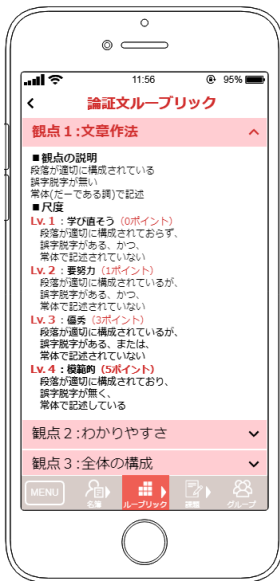 11:56 95%
論証文ルーブリック
観点1:文章作法
■観点の説明
段落が適切に構成されている
誤字脱字が無い
常体(だーである調)で記述
■尺度
Lv. 1:学び直そう(0ポイント)
段落が適切に構成されておらず、
誤字脱字がある、かつ、
常体で記述されていない
Lv. 2:要努力(1ポイント)
段落が適切に構成されているが、
誤字脱字がある、かつ、
常体で記述されていない
Lv. 3:優秀(3ポイント)
段落が適切に構成されているが、
誤字脱字がある、または、
常体で記述されていない
Lv. 4:模範的(5ポイント)
段落が適切に構成されており、
誤字脱字が無く、
常体で記述している
観点2:わかりやすさ
観点3:全体の構成
MENU 名簿 ルーブリック 課題 グループ